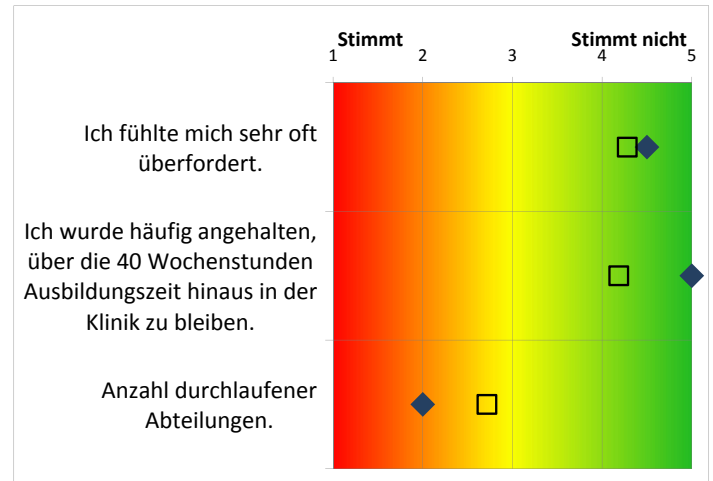 Stimmt Stimmt nicht
1 2 3 4 5
Ich fühlte mich sehr oft
überfordert.
Ich wurde häufig angehalten,
über die 40 Wochenstunden
Ausbildungszeit hinaus in der
Klinik zu bleiben.
Anzahl durchlaufener
Abteilungen.